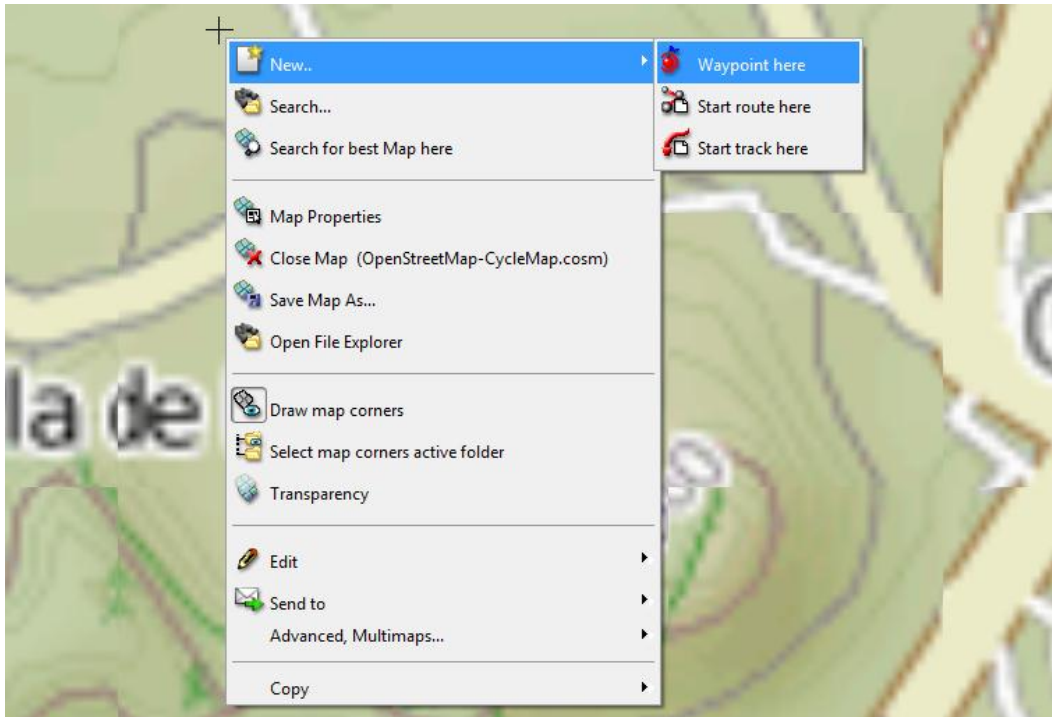 New..
Waypoint here
Search...
Start route here
Search for best Map here
Start track here
Map Properties
Close Map (OpenStreetMap-CycleMap.cosm)
Save Map As...
Open File Explorer
la de
Draw map corners
Select map corners active folder
Transparency
Edit
Send to
Advanced, Multimaps...
Copy